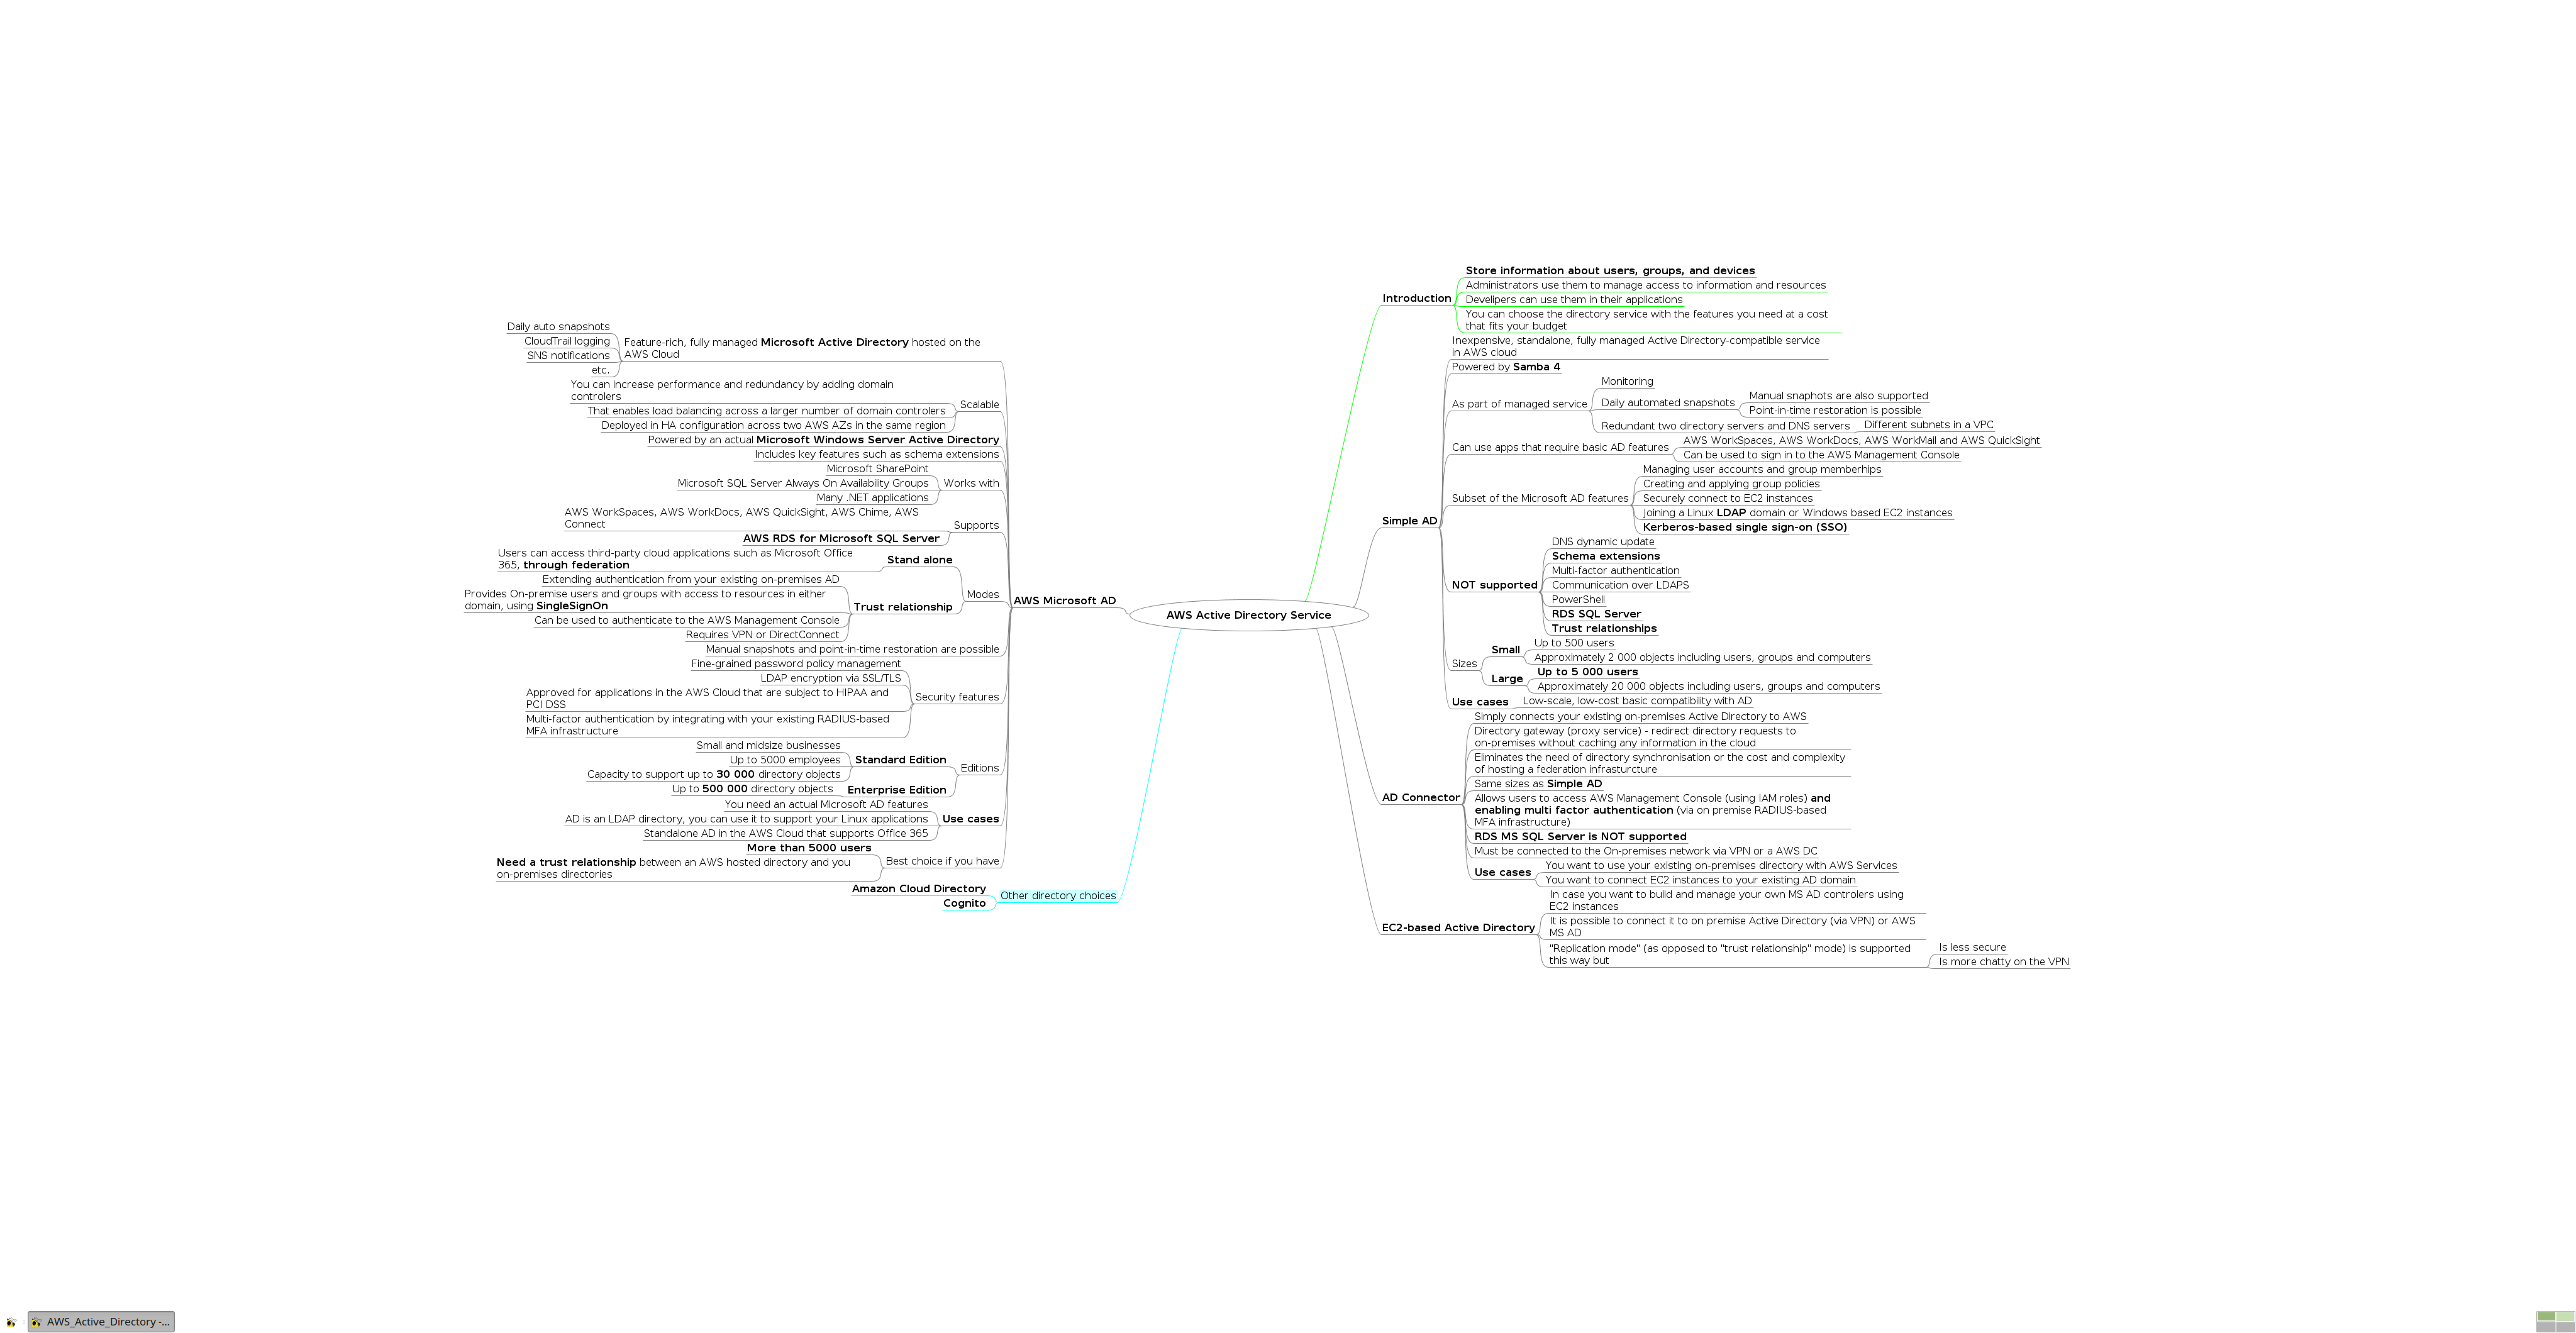 AWS Active Directory Service
Introduction
Store information about users, groups, and devices
Administrators use them to manage access to information and resources
Develipers can use them in their applications
You can choose the directory service with the features you need at a cost
that fits your budget
Simple AD
Inexpensive, standalone, fully managed Active Directory-compatible service
in AWS cloud
Powered by Samba 4
As part of managed service
Monitoring
Daily automated snapshots
Manual snaphots are also supported
Point-in-time restoration is possible
Redundant two directory servers and DNS servers
Different subnets in a VPC
Can use apps that require basic AD features
AWS WorkSpaces, AWS WorkDocs, AWS WorkMail and AWS QuickSight
Can be used to sign in to the AWS Management Console
Subset of the Microsoft AD features
Managing user accounts and group memberhips
Creating and applying group policies
Securely connect to EC2 instances
Joining a Linux LDAP domain or Windows based EC2 instances
Kerberos-based single sign-on (SSO)
NOT supported
DNS dynamic update
Schema extensions
Multi-factor authentication
Communication over LDAPS
PowerShell
RDS SQL Server
Trust relationships
Sizes
Small
Up to 500 users
Approximately 2 000 objects including users, groups and computers
Large
Up to 5 000 users
Approximately 20 000 objects including users, groups and computers
Use cases
Low-scale, low-cost basic compatibility with AD
AD Connector
Simply connects your existing on-premises Active Directory to AWS
Directory gateway (proxy service) - redirect directory requests to
on-premises without caching any information in the cloud
Eliminates the need of directory synchronisation or the cost and complexity
of hosting a federation infrasturcture
Same sizes as Simple AD
Allows users to access AWS Management Console (using IAM roles) and
enabling multi factor authentication (via on premise RADIUS-based
MFA infrastructure)
RDS MS SQL Server is NOT supported
Must be connected to the On-premises network via VPN or a AWS DC
Use cases
You want to use your existing on-premises directory with AWS Services
You want to connect EC2 instances to your existing AD domain
EC2-based Active Directory
In case you want to build and manage your own MS AD controlers using
EC2 instances
It is possible to connect it to on premise Active Directory (via VPN) or AWS
MS AD
"Replication mode" (as opposed to "trust relationship" mode) is supported
this way but
Is less secure
Is more chatty on the VPN
AWS Microsoft AD
Feature-rich, fully managed Microsoft Active Directory hosted on the
AWS Cloud
Daily auto snapshots
CloudTrail logging
SNS notifications
etc.
Scalable
You can increase performance and redundancy by adding domain
controlers
That enables load balancing across a larger number of domain controlers
Deployed in HA configuration across two AWS AZs in the same region
Powered by an actual Microsoft Windows Server Active Directory
Includes key features such as schema extensions
Works with
Microsoft SharePoint
Microsoft SQL Server Always On Availability Groups
Many .NET applications
Supports
AWS WorkSpaces, AWS WorkDocs, AWS QuickSight, AWS Chime, AWS
Connect
AWS RDS for Microsoft SQL Server
Modes
Stand alone
Users can access third-party cloud applications such as Microsoft Office
365, through federation
Trust relationship
Extending authentication from your existing on-premises AD
Provides On-premise users and groups with access to resources in either
domain, using SingleSignOn
Can be used to authenticate to the AWS Management Console
Requires VPN or DirectConnect
Manual snapshots and point-in-time restoration are possible
Security features
Fine-grained password policy management
LDAP encryption via SSL/TLS
Approved for applications in the AWS Cloud that are subject to HIPAA and
PCI DSS
Multi-factor authentication by integrating with your existing RADIUS-based
MFA infrastructure
Editions
Standard Edition
Small and midsize businesses
Up to 5000 employees
Capacity to support up to 30 000 directory objects
Enterprise Edition
Up to 500 000 directory objects
Use cases
You need an actual Microsoft AD features
AD is an LDAP directory, you can use it to support your Linux applications
Standalone AD in the AWS Cloud that supports Office 365
Best choice if you have
More than 5000 users
Need a trust relationship between an AWS hosted directory and you
on-premises directories
Other directory choices
Amazon Cloud Directory
Cognito
AWS_Active_Directory -...